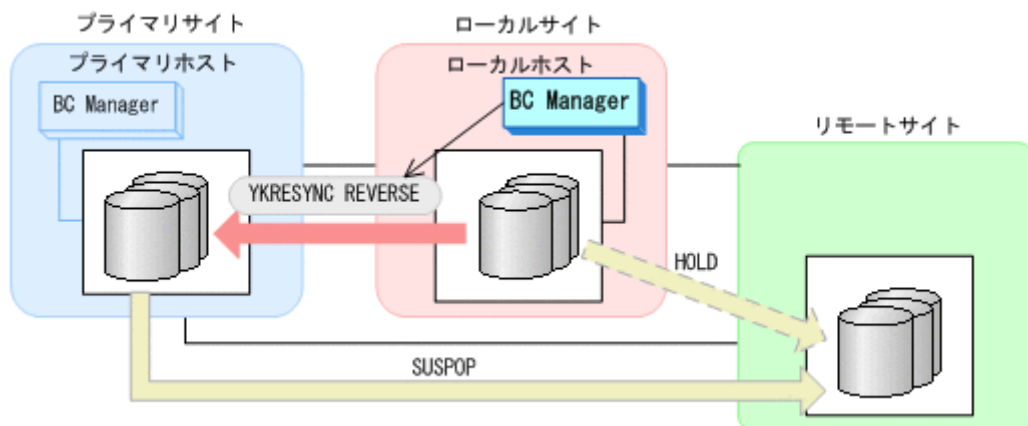 プライマリサイト
ローカルサイト
プライマリホスト
ローカルホスト
BC Manager
BC Manager
リモートサイト
YKRESYNC REVERSE
HOLD
SUSPOP